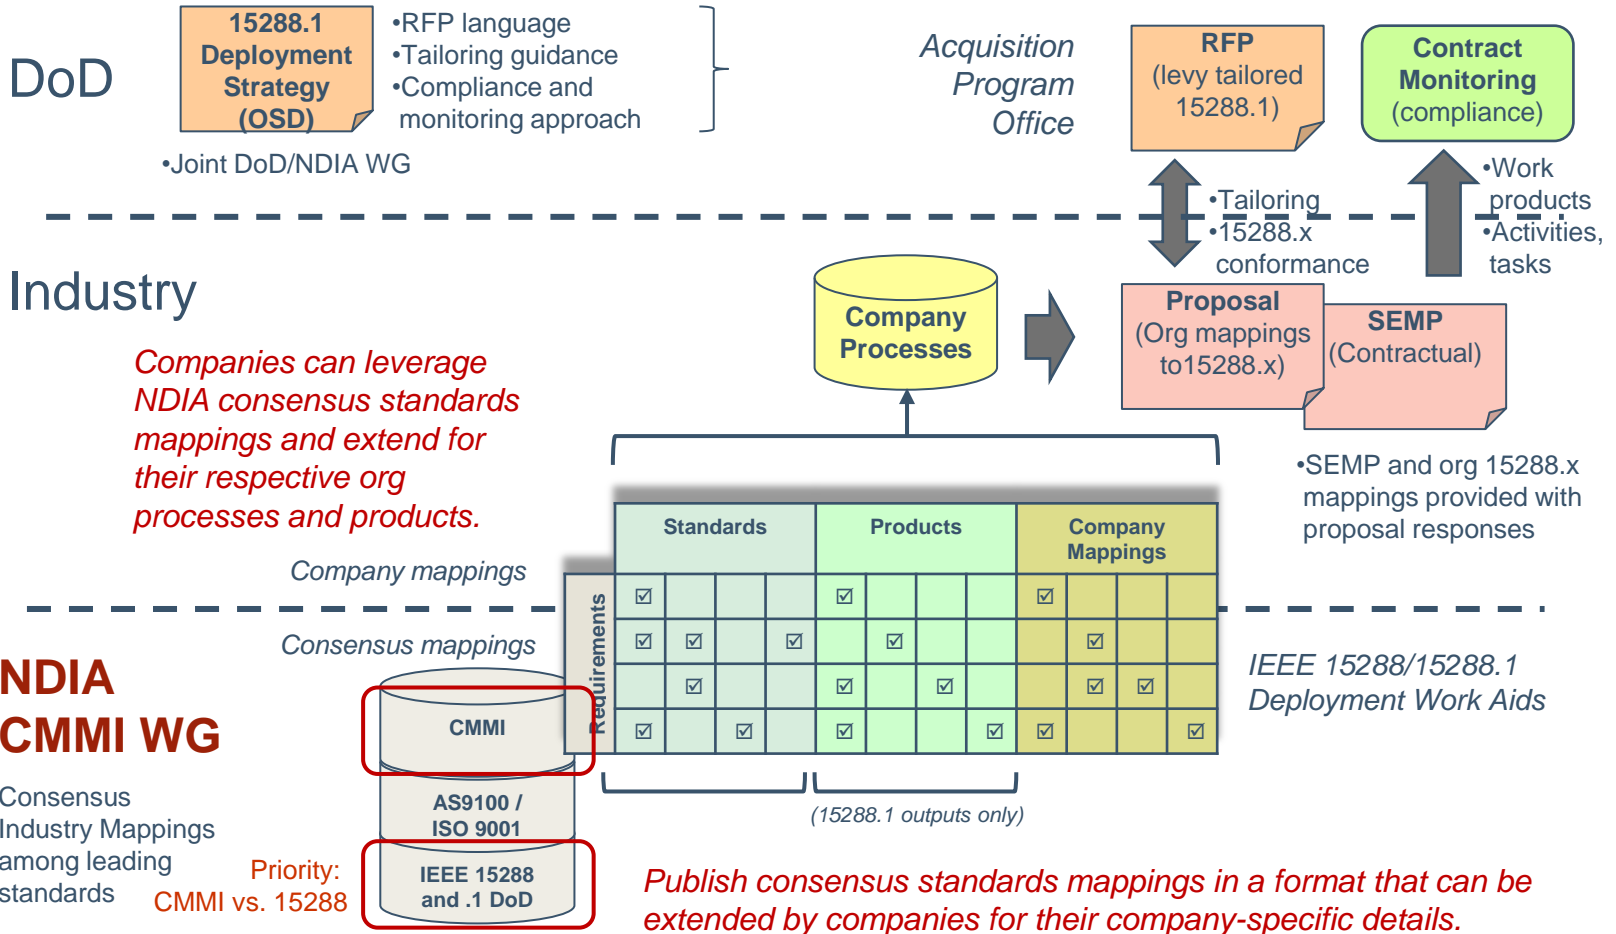 DoD
15288.1
Deployment
Strategy
(OSD)
•RFP language
•Tailoring guidance
•Compliance and
monitoring approach
•Joint DoD/NDIA WG
Acquisition
Program
Office
RFP
(levy tailored
15288.1)
Contract
Monitoring
(compliance)
•Tailoring
•15288.x
conformance
•Work
products
•Activities,
tasks
Industry
Company
Processes
Proposal
(Org mappings
to15288.x)
SEMP
(Contractual)
•SEMP and org 15288.x
mappings provided with
proposal responses
Companies can leverage
NDIA consensus standards
mappings and extend for
their respective org
processes and products.
Company mappings
Consensus mappings
Standards
Products
Company
Mappings
Requirements
☑ ☑ ☑
☑ ☑ ☑ ☑ ☑
☑ ☑ ☑ ☑ ☑
☑ ☑ ☑ ☑ ☑ ☑
(15288.1 outputs only)
IEEE 15288/15288.1
Deployment Work Aids
NDIA
CMMI WG
Consensus
Industry Mappings
among leading
standards
Priority:
CMMI vs. 15288
CMMI
AS9100 /
ISO 9001
IEEE 15288
and .1 DoD
Publish consensus standards mappings in a format that can be
extended by companies for their company-specific details.